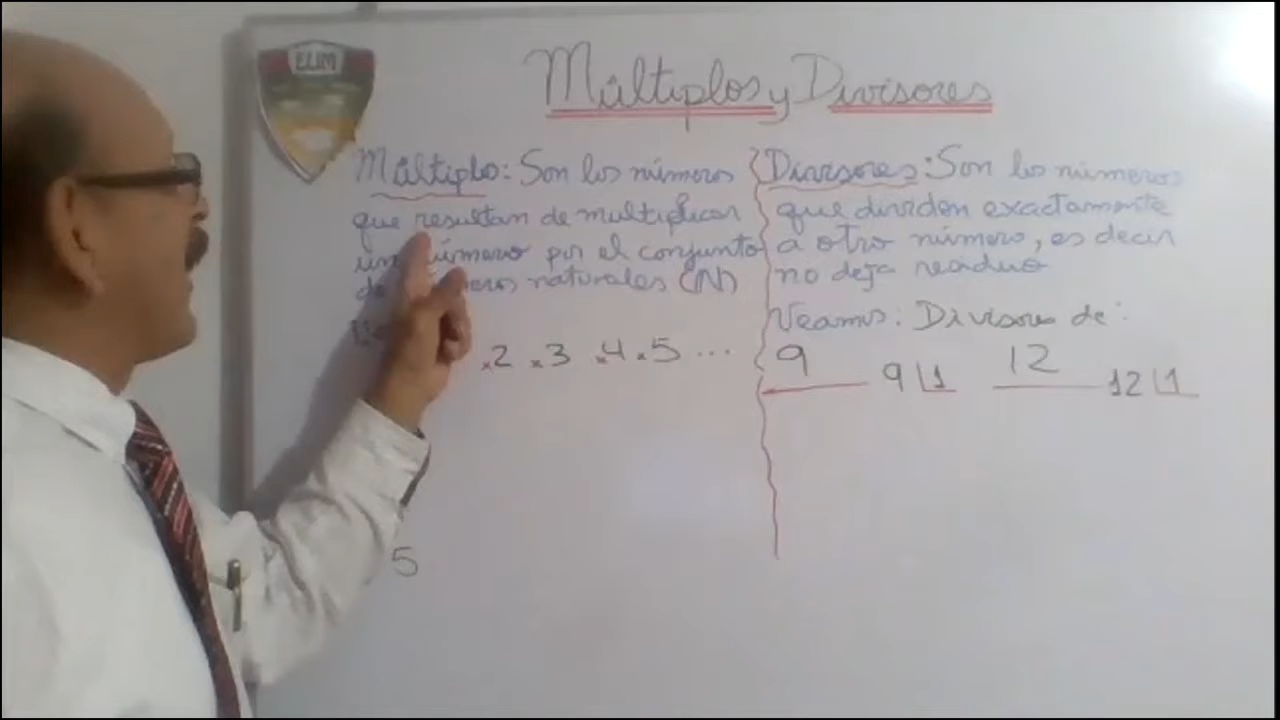 ELIM
Múltiplos y Divisores
Múltiplo: Son los números
que resultan de multiplicar
un número por el conjunto
naturales (N)
x2 x3 x4 x5 ...
5
Divisores: Son los números
que dividen exactamente
a otro número, es decir
no deja residuo
Veamos: Divisores de:
9 9 1 12 12 1